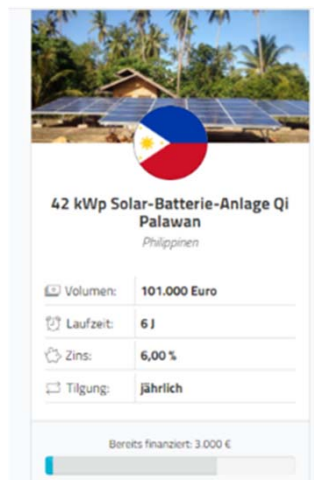 42 kWp Solar-Batterie-Anlage Qi
Palawan
Philippinen
Volumen: 101.000 Euro
Laufzeit: 6 J
Zins: 6,00 %
Tilgung: jährlich
Bereits finanziert: 3.000 €